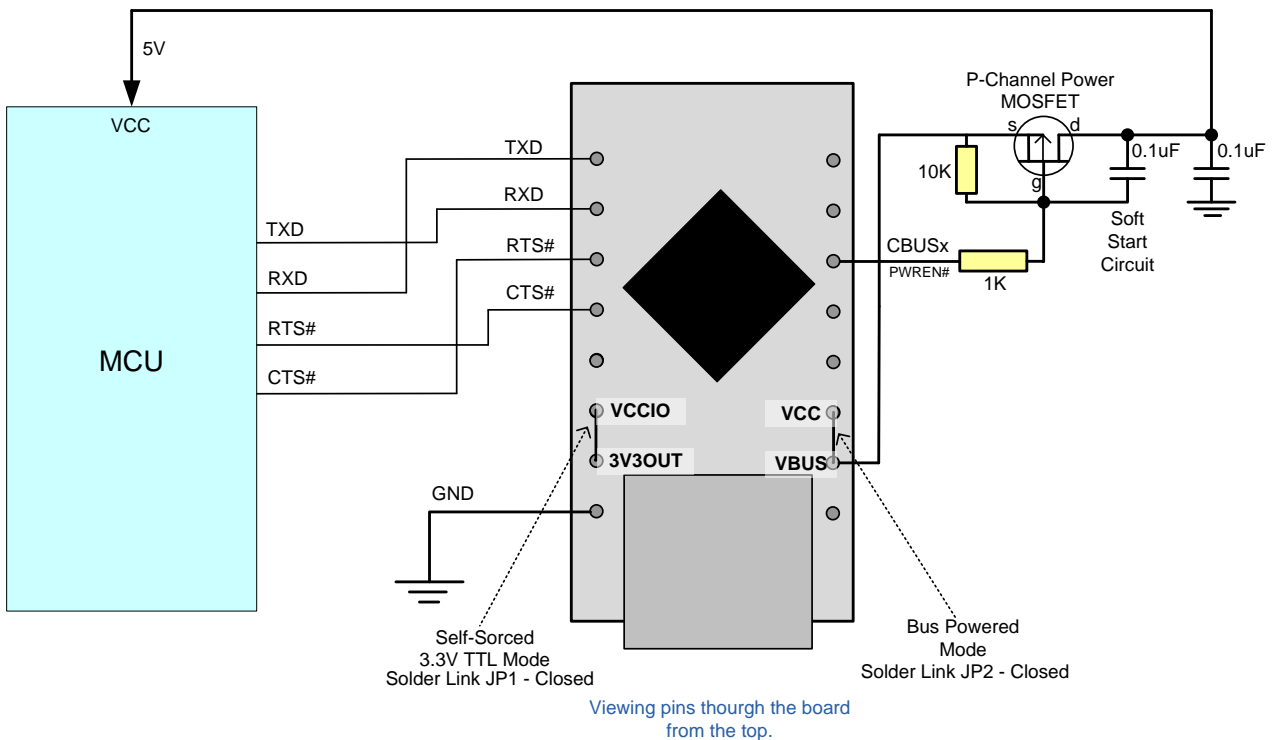 5V
VCC
MCU
TXD
RXD
RTS#
CTS#
TXD
RXD
RTS#
CTS#
VCCIO
3V3OUT
GND
VCC
VBUS
P-Channel Power
MOSFET
s
d
g
10K
0.1uF
0.1uF
Soft
Start
Circuit
CBUSx
PWREN#
1K
Self-Sorced
3.3V TTL Mode
Solder Link JP1 - Closed
Bus Powered
Mode
Solder Link JP2 - Closed
Viewing pins thourgh the board
from the top.